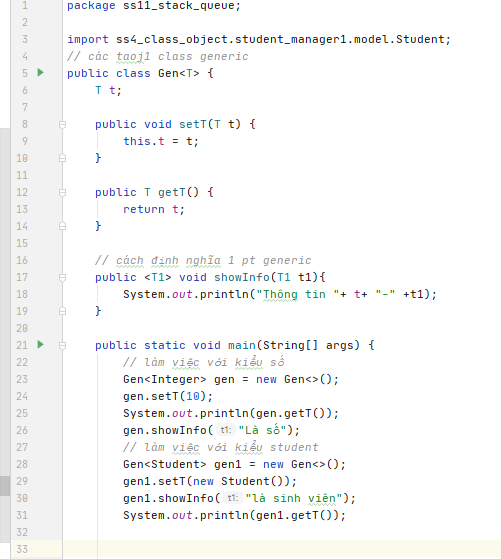 1 package ss11_stack_queue;
2
3 import ss4_class_object.student_manager1.model.Student;
4 // các taoj1 class generic
5 public class Gen<T> {
6 T t;
7
8 public void setT(T t) {
9 this.t = t;
10 }
11
12 public T getT() {
13 return t;
14 }
15
16 // cách định nghĩa 1 pt generic
17 public <T1> void showInfo(T1 t1){
18 System.out.println("Thông tin "+ t+ "-" +t1);
19 }
20
21 public static void main(String[] args) {
22 // làm việc với kiểu số
23 Gen<Integer> gen = new Gen<>();
24 gen.setT(10);
25 System.out.println(gen.getT());
26 gen.showInfo( t1: "Là số");
27 // làm việc với kiểu student
28 Gen<Student> gen1 = new Gen<>();
29 gen1.setT(new Student());
30 gen1.showInfo( t1: "là sinh viên");
31 System.out.println(gen1.getT());
32
33